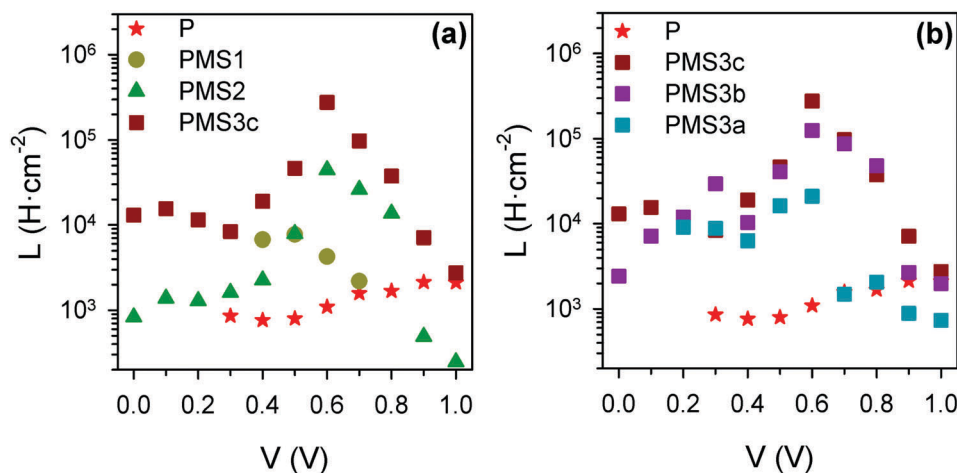 (a)
P
PMS1
PMS2
PMS3c
10⁶
10⁵
10⁴
10³
L (H·cm⁻²)
0.0 0.2 0.4 0.6 0.8 1.0
V (V)
(b)
P
PMS3c
PMS3b
PMS3a
10⁶
10⁵
10⁴
10³
L (H·cm⁻²)
0.0 0.2 0.4 0.6 0.8 1.0
V (V)